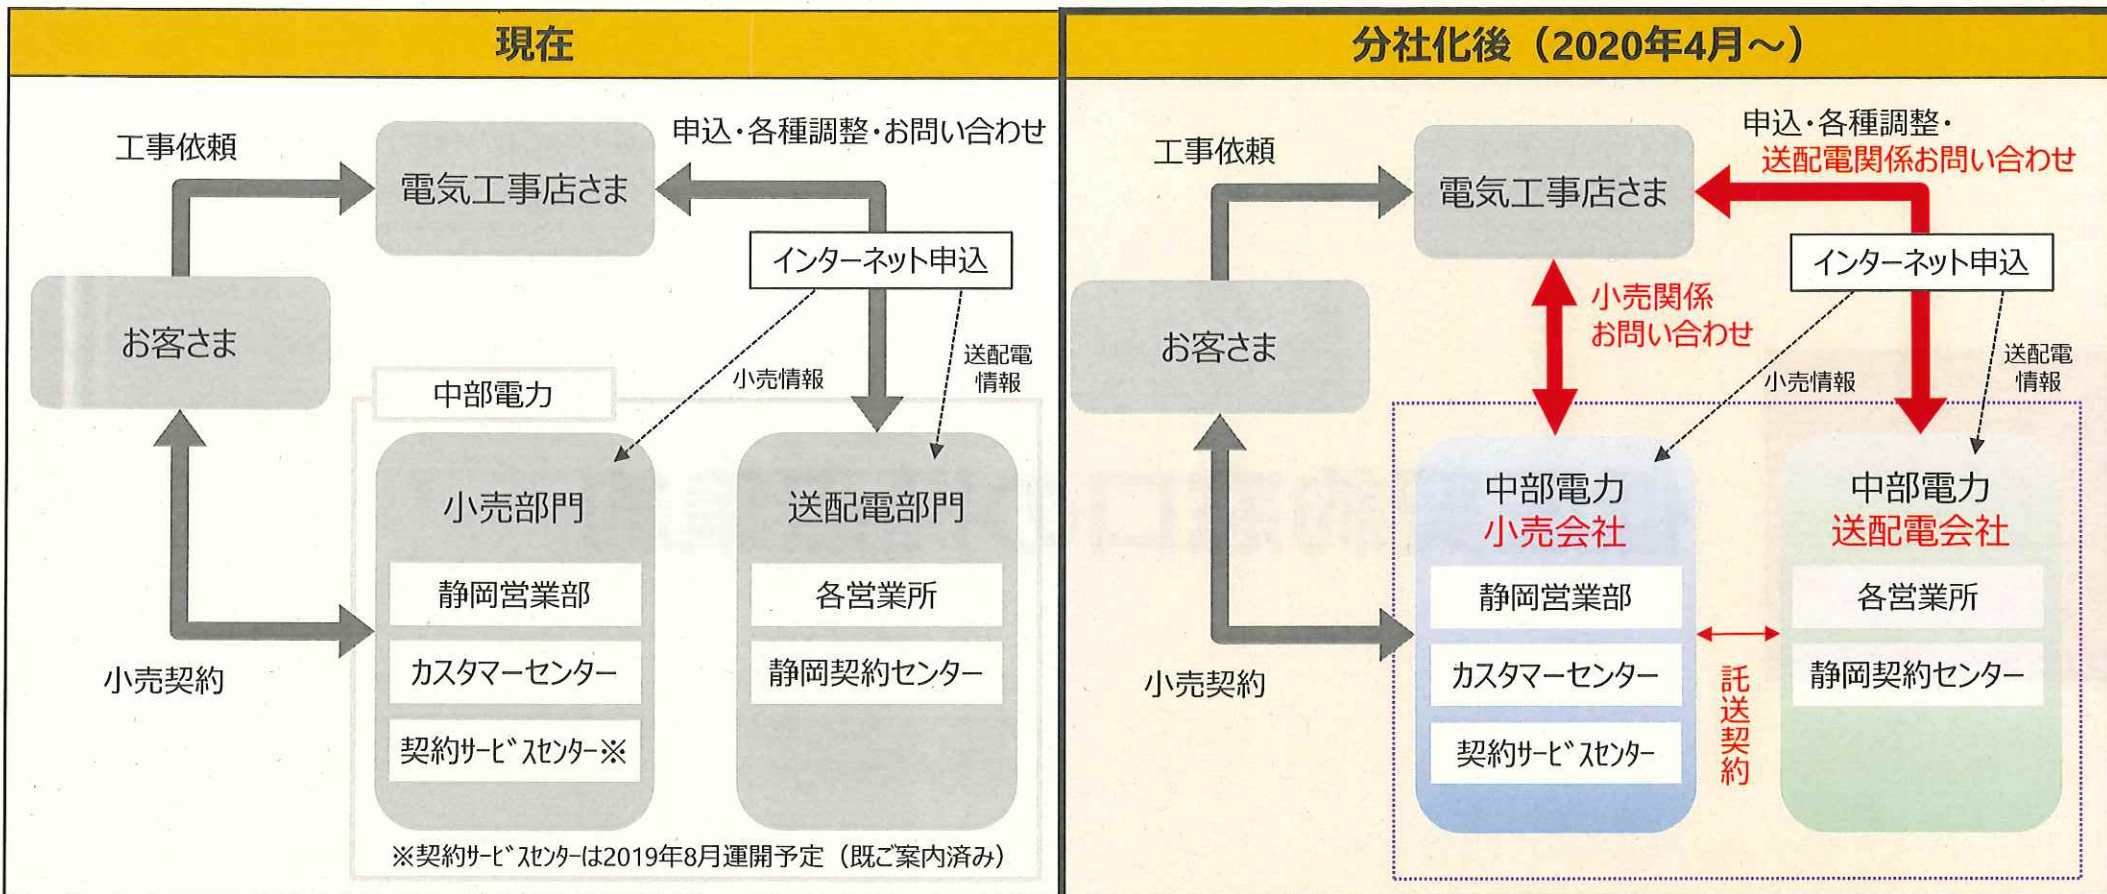 現在
工事依頼
申込・各種調整・お問い合わせ
電気工事店さま
インターネット申込
お客さま
小売情報
送配電
情報
中部電力
小売部門
送配電部門
静岡営業部
各営業所
カスタマーセンター
静岡契約センター
契約サービスセンター※
小売契約
※契約サービスセンターは2019年8月運開予定（既ご案内済み）
分社化後（2020年4月～）
工事依頼
申込・各種調整・
送配電関係お問い合わせ
電気工事店さま
インターネット申込
小売関係
お問い合わせ
お客さま
小売情報
送配電
情報
中部電力
小売会社
中部電力
送配電会社
静岡営業部
各営業所
カスタマーセンター
静岡契約センター
契約サービスセンター
託送契約
小売契約